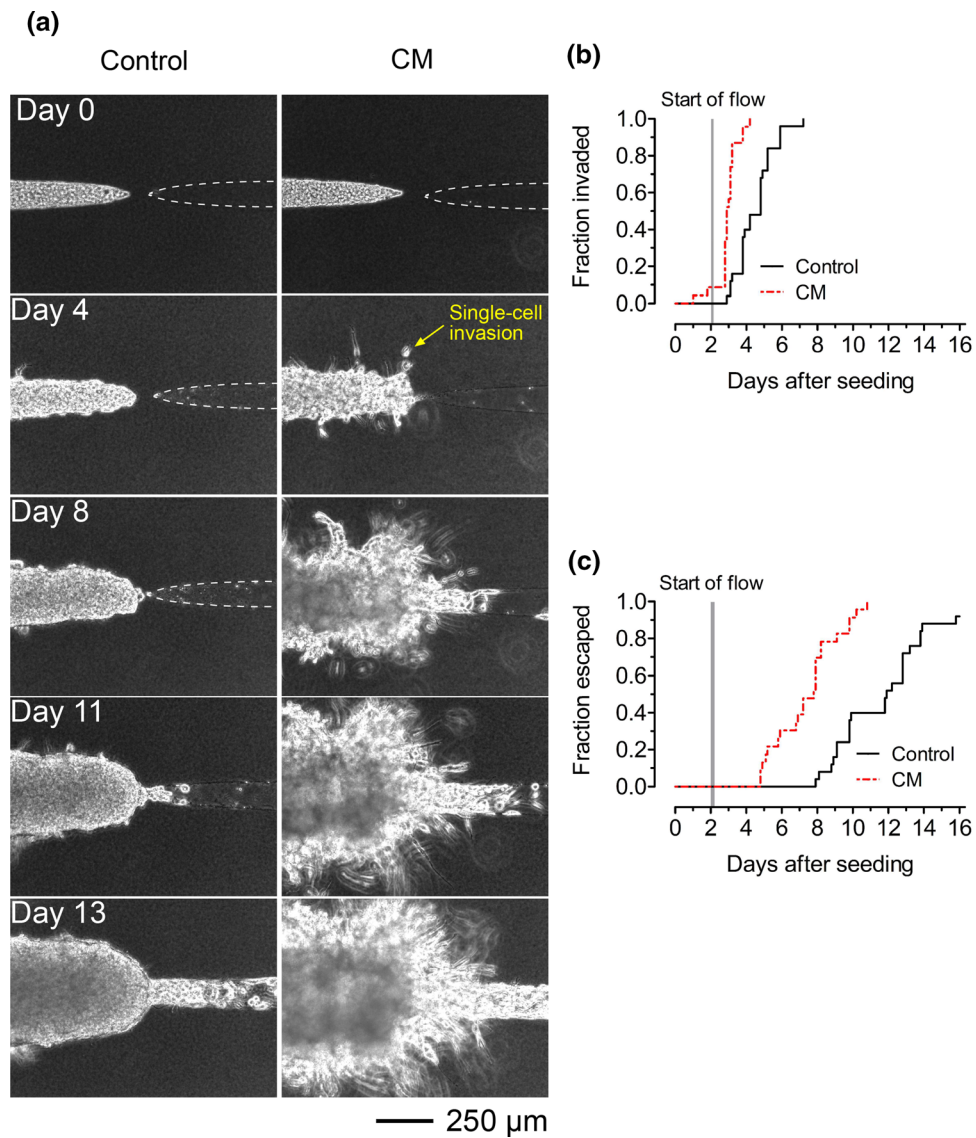 (a)
Control
CM
Day 0
Day 4
Single-cell
invasion
Day 8
Day 11
Day 13
250 µm
(b)
Start of flow
1.0
0.8
0.6
0.4
0.2
0.0
Fraction invaded
Control
CM
0 2 4 6 8 10 12 14 16
Days after seeding
(c)
Start of flow
1.0
0.8
0.6
0.4
0.2
0.0
Fraction escaped
Control
CM
0 2 4 6 8 10 12 14 16
Days after seeding